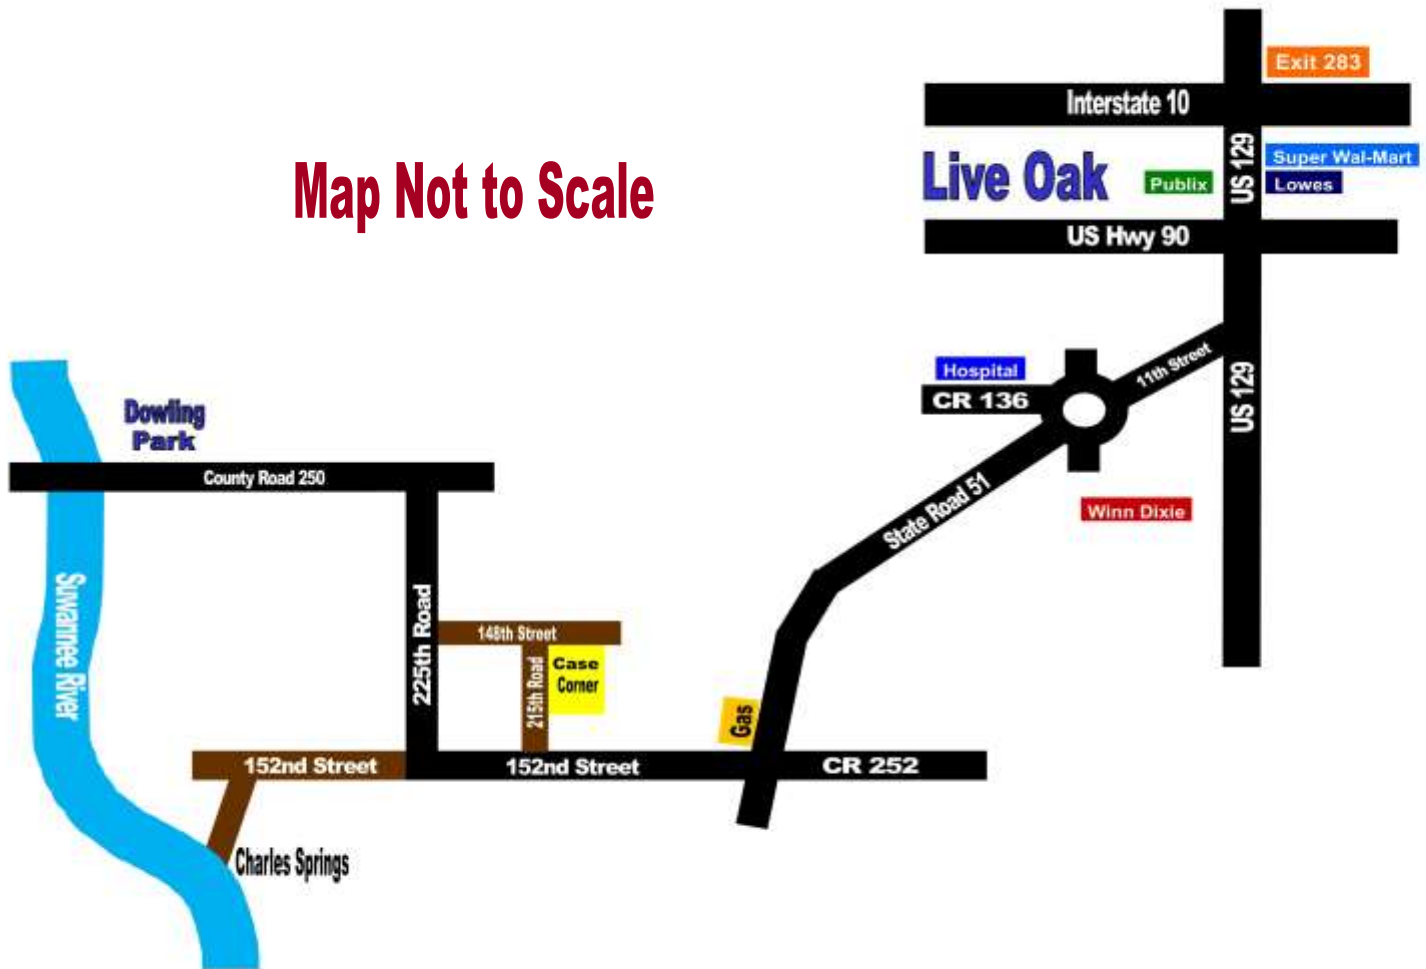 Exit 283
Interstate 10
Map Not to Scale
Live Oak
Publix
US 129
Super Wal-Mart
Lowes
US Hwy 90
11th Street
Hospital
CR 136
US 129
Dowling
Park
County Road 250
State Road 51
Winn Dixie
Suwannee River
225th Road
148th Street
215th Road
Case
Corner
Gas
152nd Street
152nd Street
CR 252
Charles Springs